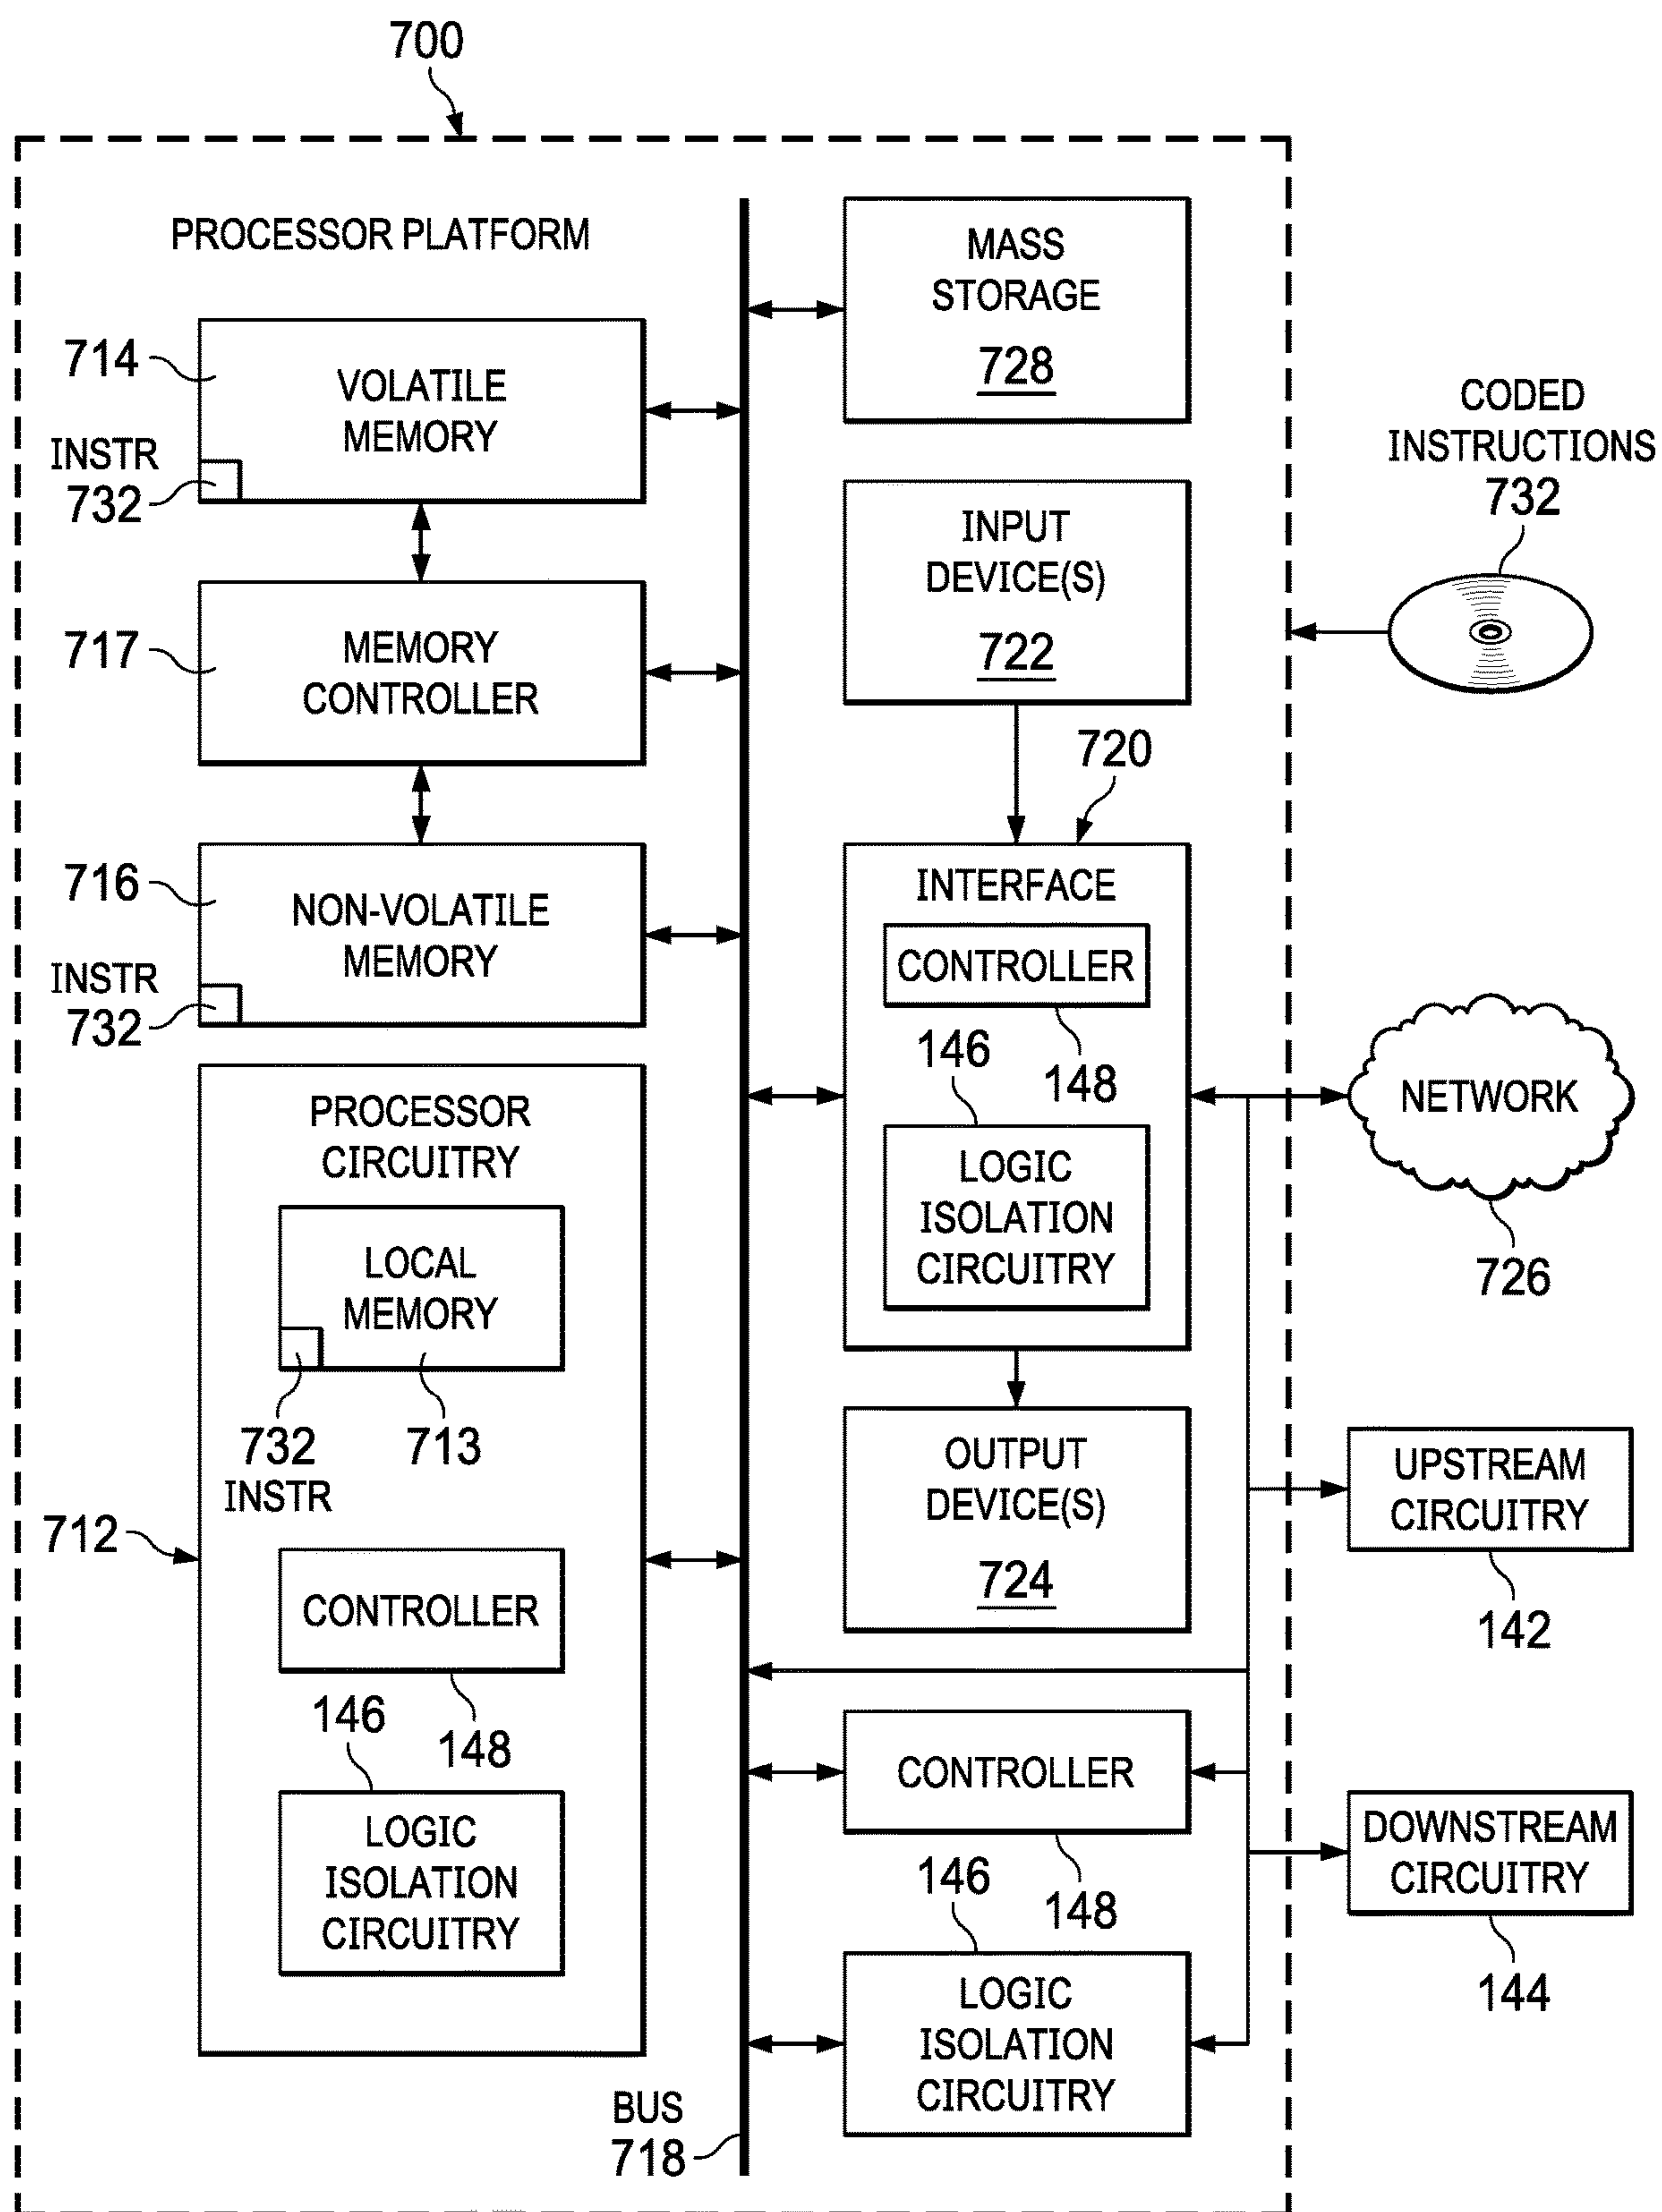 700
PROCESSOR PLATFORM
714
VOLATILE
MEMORY
INSTR
732
717
MEMORY
CONTROLLER
716
NON-VOLATILE
MEMORY
INSTR
732
PROCESSOR
CIRCUITRY
LOCAL
MEMORY
732
INSTR
713
712
CONTROLLER
148
146
LOGIC
ISOLATION
CIRCUITRY
BUS
718
MASS
STORAGE
728
INPUT
DEVICE(S)
722
720
INTERFACE
CONTROLLER
148
146
LOGIC
ISOLATION
CIRCUITRY
OUTPUT
DEVICE(S)
724
CONTROLLER
148
146
LOGIC
ISOLATION
CIRCUITRY
CODED
INSTRUCTIONS
732
NETWORK
726
UPSTREAM
CIRCUITRY
142
DOWNSTREAM
CIRCUITRY
144